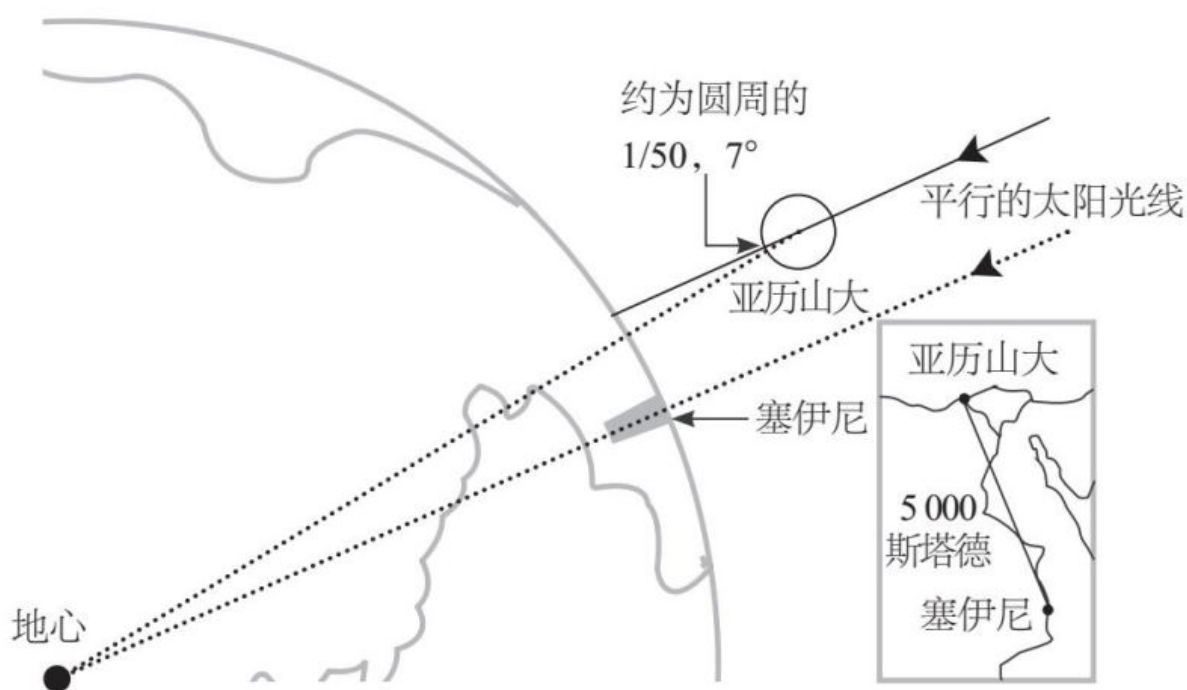 约为圆周的
1/50，7°
平行的太阳光线
亚历山大
塞伊尼
地心
亚历山大
5 000
斯塔德
塞伊尼